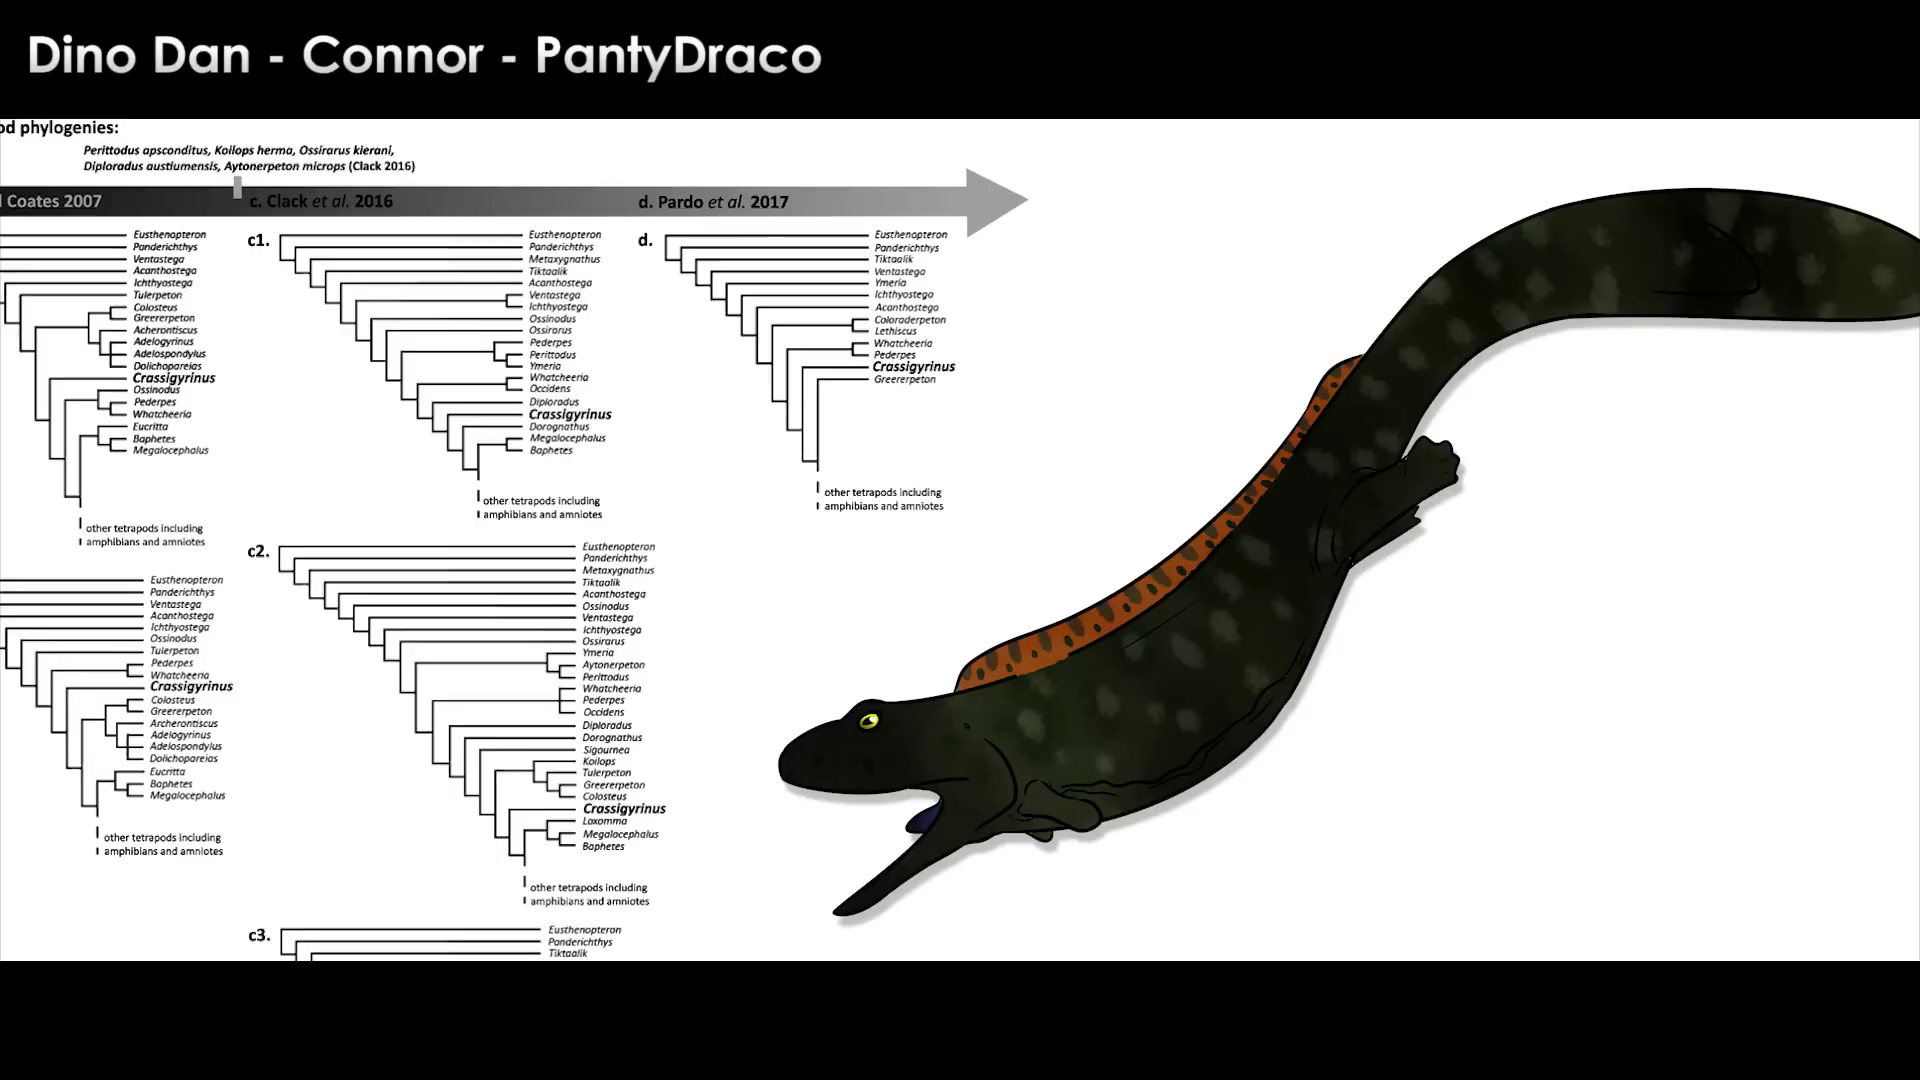 Dino Dan - Connor - PantyDraco
od phylogenies:
Perittodus apsconditus, Koilops herma, Ossirarus kierani,
Diploradus austiumensis, Aytonerpeton microps (Clack 2016)
l Coates 2007
c. Clack et al. 2016
d. Pardo et al. 2017
Eusthenopteron
Panderichthys
Ventastega
Acanthostega
Ichthyostega
Tulerpeton
Colosteus
Greererpeton
Acherontiscus
Adelogyrinus
Adelospondylus
Dolichopareias
Crassigyrinus
Ossinodus
Pederpes
Whatcheeria
Eucritta
Baphetes
Megalocephalus
other tetrapods including
amphibians and amniotes
Eusthenopteron
Panderichthys
Ventastega
Acanthostega
Ichthyostega
Ossinodus
Tulerpeton
Pederpes
Whatcheeria
Crassigyrinus
Colosteus
Greererpeton
Archerontiscus
Adelogyrinus
Adelospondylus
Dolichopareias
Eucritta
Baphetes
Megalocephalus
other tetrapods including
amphibians and amniotes
c1.
Eusthenopteron
Panderichthys
Metaxygnathus
Tiktaalik
Acanthostega
Ventastega
Ichthyostega
Ossinodus
Ossirarus
Pederpes
Perittodus
Ymeria
Whatcheeria
Occidens
Diploradus
Crassigyrinus
Dorognathus
Megalocephalus
Baphetes
other tetrapods including
amphibians and amniotes
c2.
Eusthenopteron
Panderichthys
Metaxygnathus
Tiktaalik
Acanthostega
Ossinodus
Ventastega
Ichthyostega
Ossirarus
Ymeria
Aytonerpeton
Perittodus
Whatcheeria
Pederpes
Occidens
Diploradus
Dorognathus
Sigournea
Koilops
Tulerpeton
Greererpeton
Colosteus
Crassigyrinus
Loxomma
Megalocephalus
Baphetes
other tetrapods including
amphibians and amniotes
c3.
Eusthenopteron
Panderichthys
Tiktaalik
d.
Eusthenopteron
Panderichthys
Tiktaalik
Ventastega
Ymeria
Ichthyostega
Acanthostega
Coloraderpeton
Lethiscus
Whatcheeria
Pederpes
Crassigyrinus
Greererpeton
other tetrapods including
amphibians and amniotes